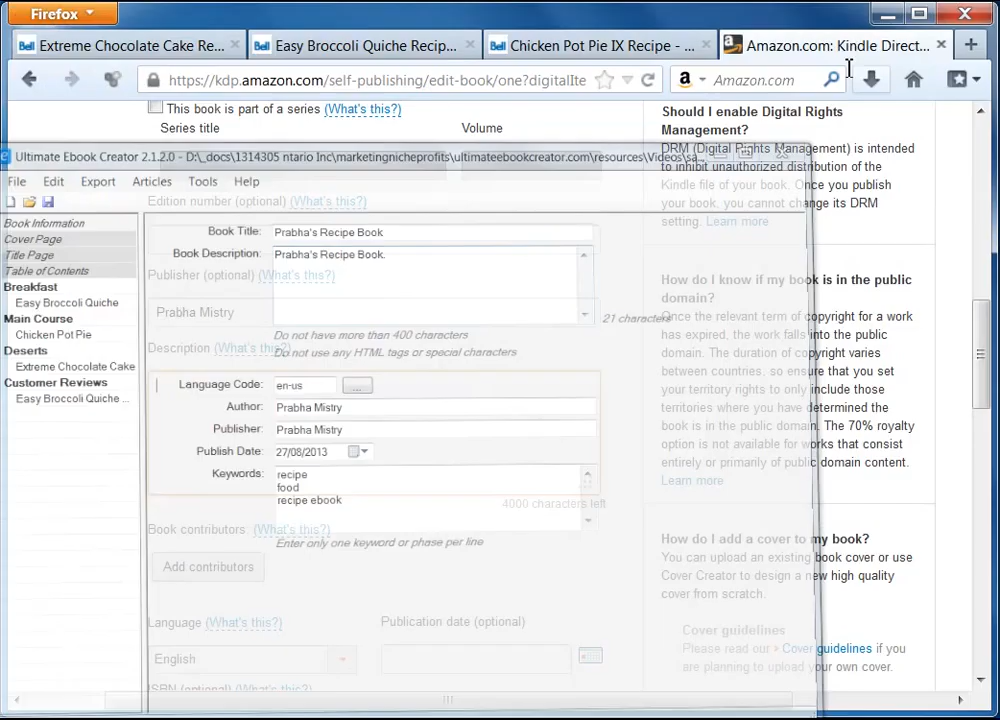 Firefox
Extreme Chocolate Cake Re...
Easy Broccoli Quiche Recip...
Chicken Pot Pie IX Recipe - ...
Amazon.com: Kindle Direct...
https://kdp.amazon.com/self-publishing/edit-book/one?digitalIte
Amazon.com
This book is part of a series (What's this?)
Series title
Volume
Should I enable Digital Rights
Management?
DRM (Digital Rights Management) is intended
to inhibit unauthorized distribution of the
Kindle file of your book. Once you publish
your book, you cannot change its DRM
setting. Learn more
Ultimate Ebook Creator 2.1.2.0 - D:\_docs\1314305 ntario Inc\marketingnicheprofits\ultimateebookcreator.com\resources\Videos\sa...
File Edit Export Articles Tools Help
Edition number (optional) (What's this?)
Book Information
Cover Page
Title Page
Table of Contents
Breakfast
Easy Broccoli Quiche
Main Course
Chicken Pot Pie
Deserts
Extreme Chocolate Cake
Customer Reviews
Easy Broccoli Quiche ...
Book Title: Prabha's Recipe Book
Book Description: Prabha's Recipe Book.
Publisher (optional) (What's this?)
Prabha Mistry
21 characters
Do not have more than 400 characters
Description (What's this?)
Do not use any HTML tags or special characters
Language Code: en-us ...
Author: Prabha Mistry
Publisher: Prabha Mistry
Publish Date: 27/08/2013
Keywords: recipe
food
recipe ebook
4000 characters left
Book contributors (What's this?)
Enter only one keyword or phase per line
Add contributors
Language (What's this?)
Publication date (optional)
English
ISBN (optional) (What's this?)
How do I know if my book is in the public
domain?
Once the relevant term of copyright for a work
has expired, the work falls into the public
domain. The duration of copyright varies
between countries, so ensure that you set
your territory rights to only include those
territories where you have determined the
book is in the public domain. The 70% royalty
option is not available for works that consist
entirely or primarily of public domain content.
Learn more
How do I add a cover to my book?
You can upload an existing book cover or use
Cover Creator to design a new high quality
cover from scratch.
Cover guidelines
Please read our > Cover guidelines if you
are planning to upload your own cover.